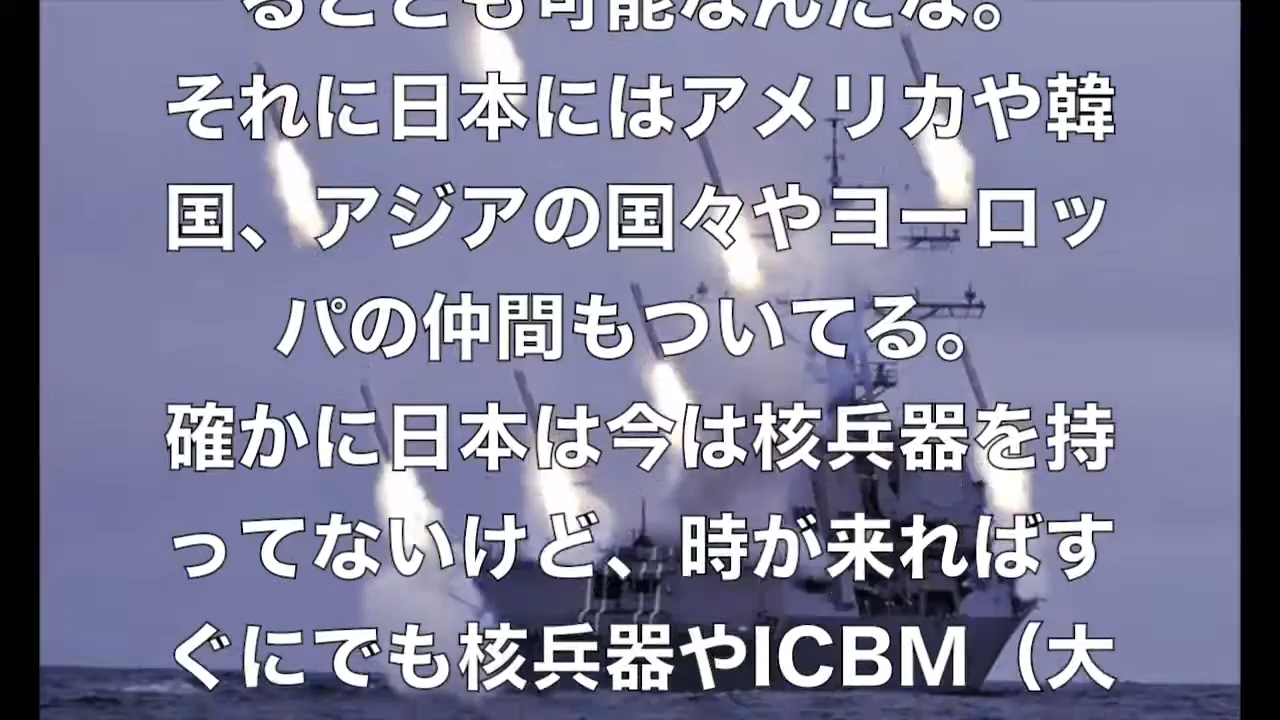 ることも可能なんだな。
それに日本にはアメリカや韓
国、アジアの国々やヨーロッ
パの仲間もついてる。
確かに日本は今は核兵器を持
ってないけど、時が来ればす
ぐにでも核兵器やICBM（大